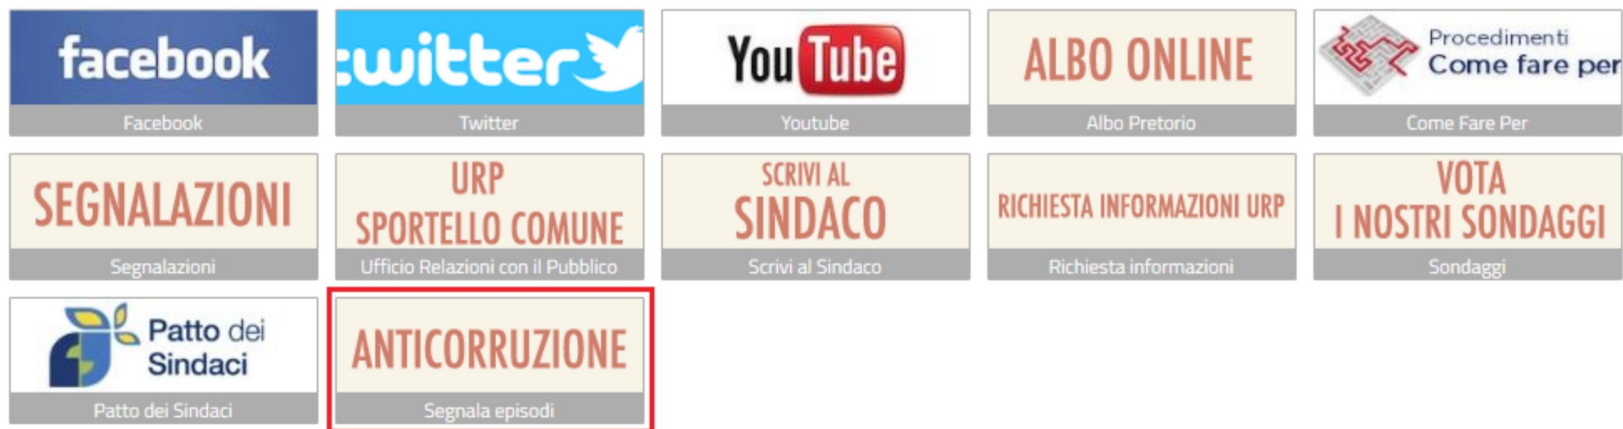 facebook
Facebook
twitter
Twitter
YouTube
Youtube
ALBO ONLINE
Albo Pretorio
Procedimenti
Come fare per
Come Fare Per
SEGNALAZIONI
Segnalazioni
URP
SPORTELLO COMUNE
Ufficio Relazioni con il Pubblico
SCRIVI AL
SINDACO
Scrivi al Sindaco
RICHIESTA INFORMAZIONI URP
Richiesta informazioni
VOTA
I NOSTRI SONDAGGI
Sondaggi
Patto dei
Sindaci
Patto dei Sindaci
ANTICORRUZIONE
Segnala episodi